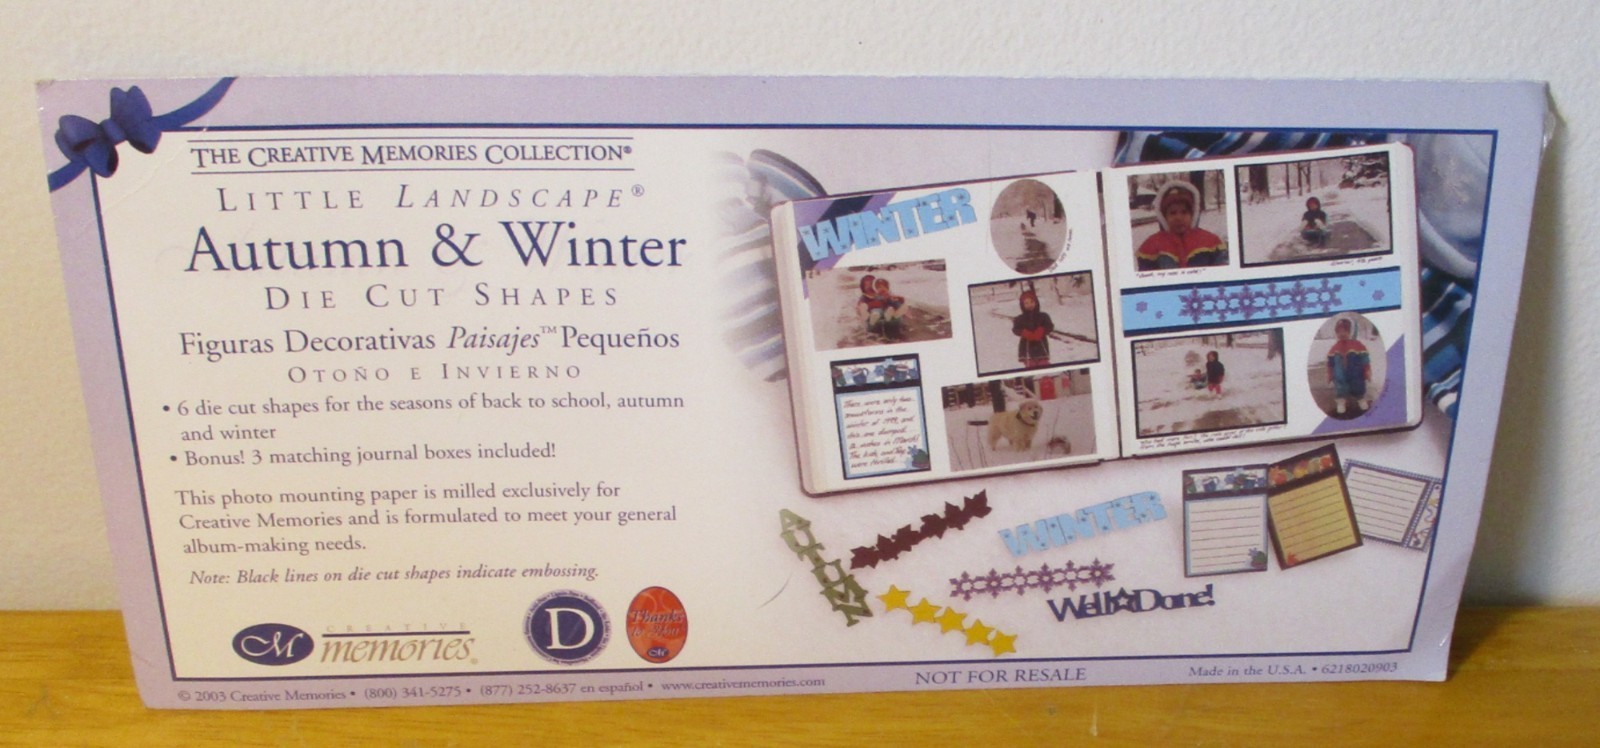 THE CREATIVE MEMORIES COLLECTION®
LITTLE LANDSCAPE®
Autumn & Winter
DIE CUT SHAPES
Figuras Decorativas Paisajes™ Pequeños
OTOÑO E INVIERNO
• 6 die cut shapes for the seasons of back to school, autumn
and winter
• Bonus! 3 matching journal boxes included!
This photo mounting paper is milled exclusively for
Creative Memories and is formulated to meet your general
album-making needs.
Note: Black lines on die cut shapes indicate embossing.
CM
CREATIVE
memories®
D
Thanks
to You
CM
WINTER
AUTUMN
WINTER
Well Done!
© 2003 Creative Memories • (800) 341-5275 • (877) 252-8637 en español • www.creativememories.com
NOT FOR RESALE
Made in the U.S.A. • 6218020903